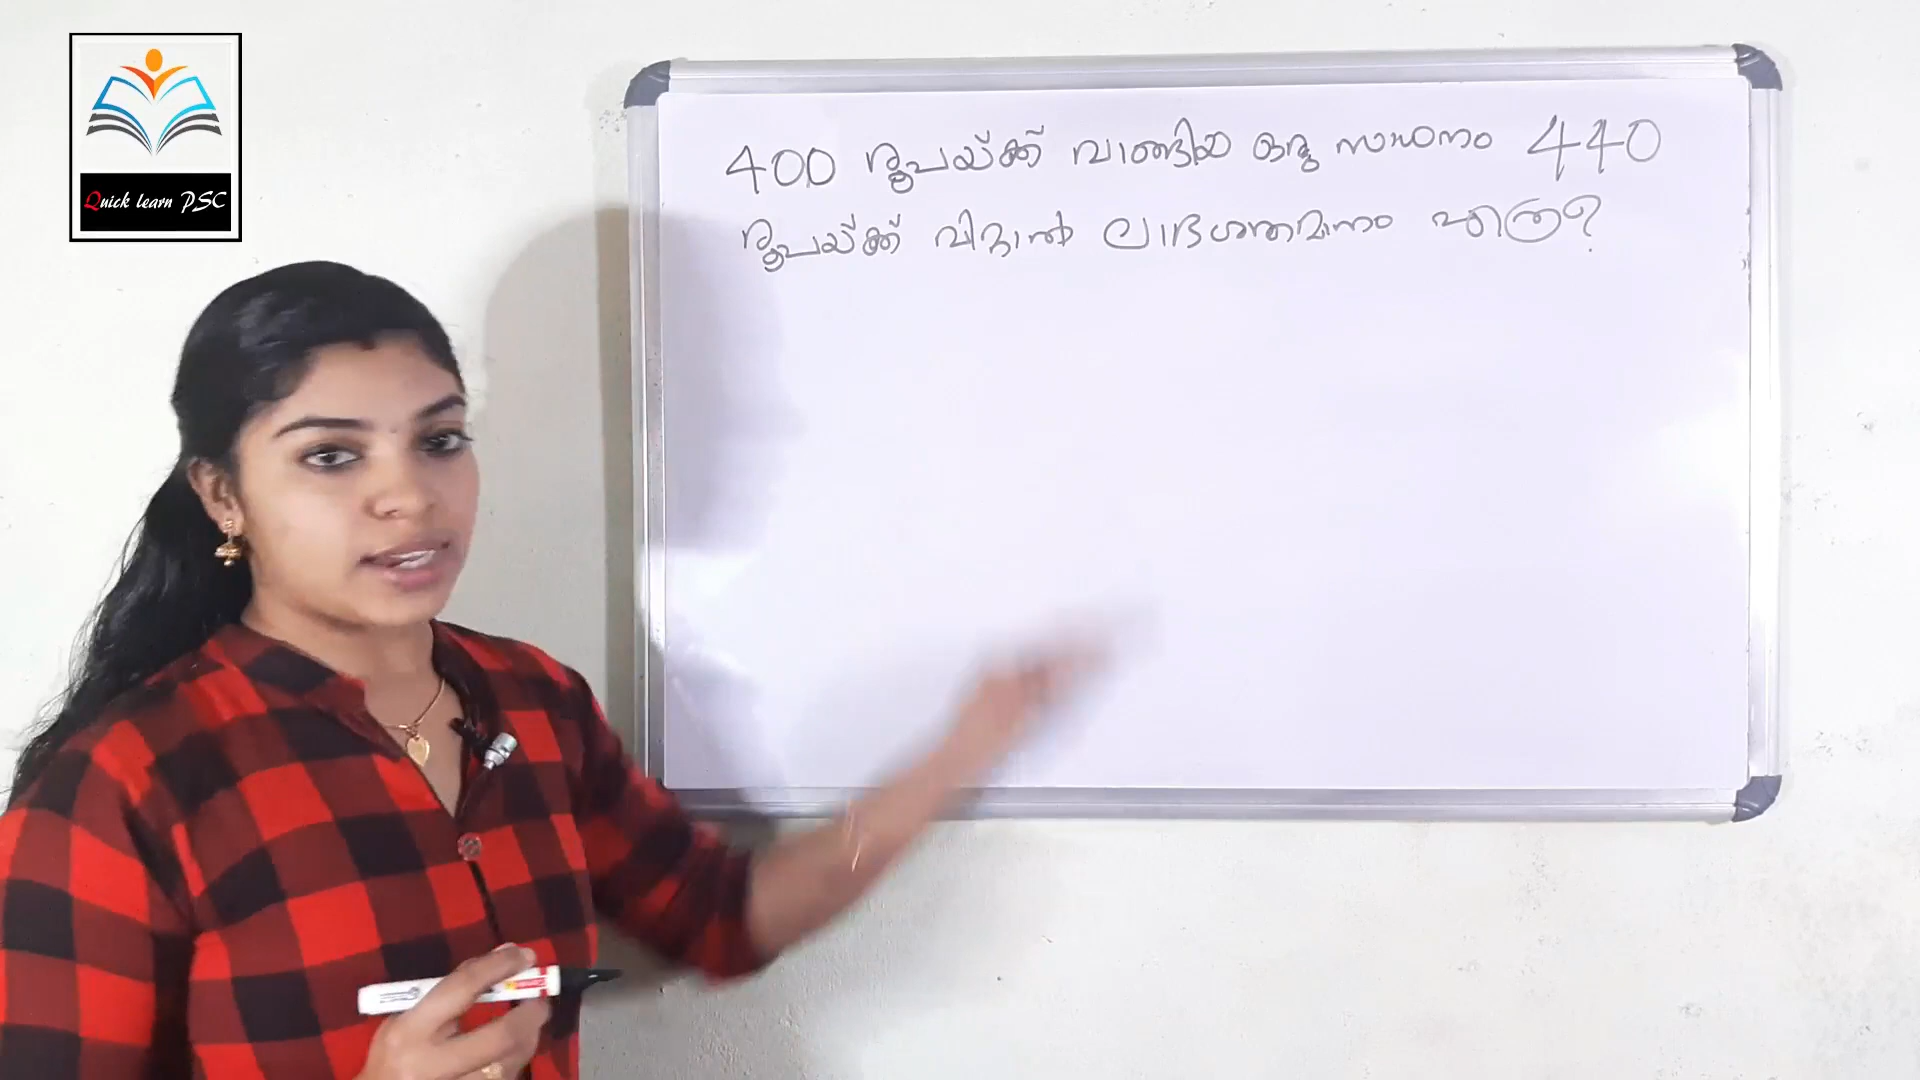 Quick learn PSC
400 രൂപയ്ക്ക് വാങ്ങിയ ഒരു സാധനം 440
രൂപയ്ക്ക് വിറ്റാൽ ലാഭശതമാനം എത്ര?